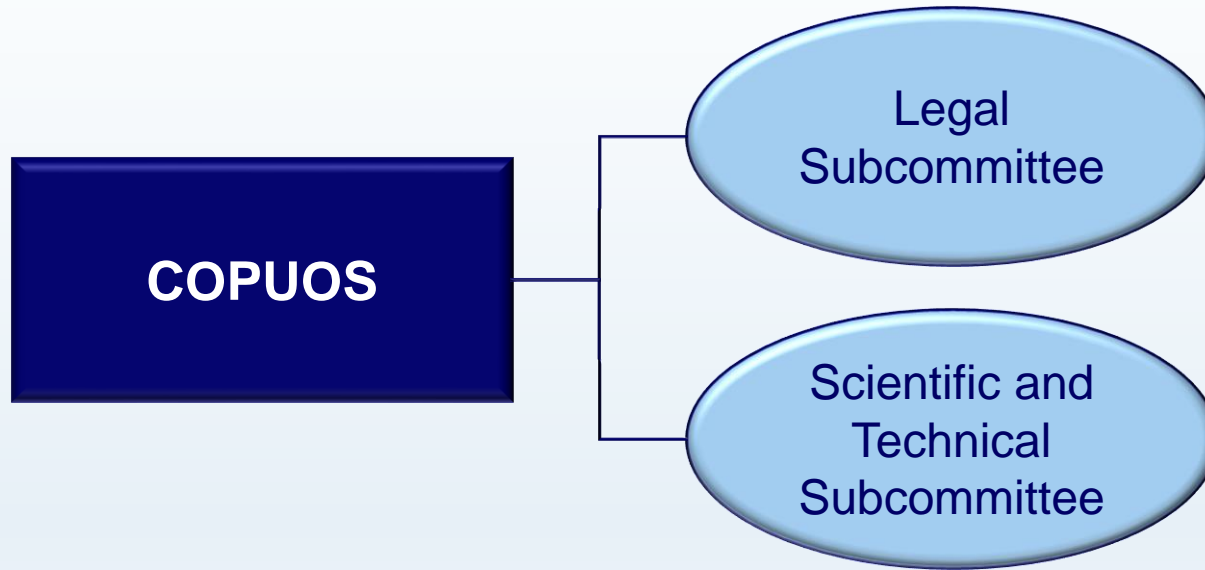 COPUOS
Legal
Subcommittee
Scientific and
Technical
Subcommittee